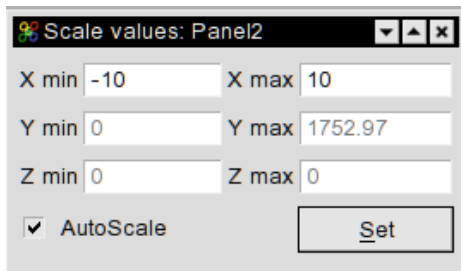 Scale values: Panel2
X min -10 X max 10
Y min 0 Y max 1752.97
Z min 0 Z max 0
AutoScale Set